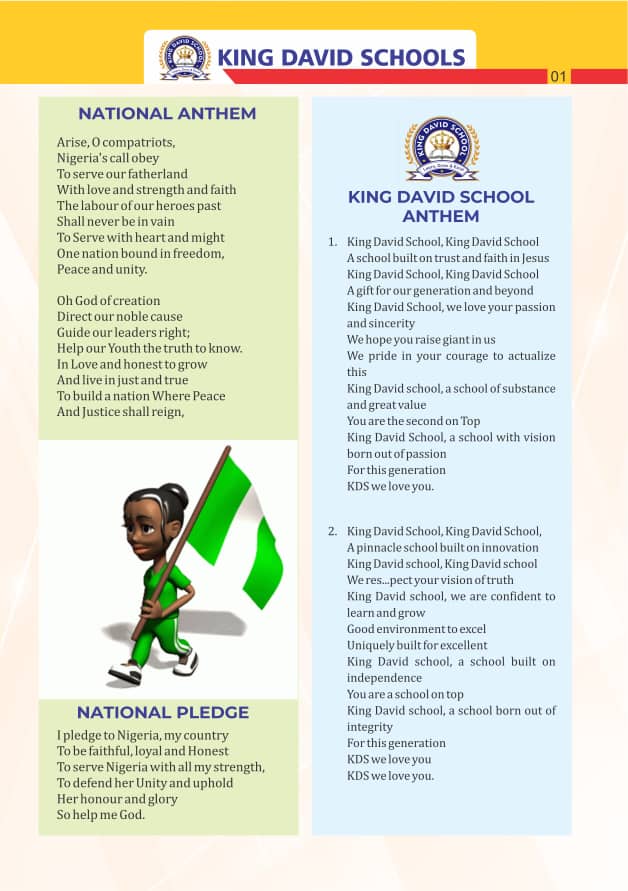 KING DAVID SCHOOL
KING DAVID SCHOOLS
01
NATIONAL ANTHEM
Arise, O compatriots,
Nigeria's call obey
To serve our fatherland
With love and strength and faith
The labour of our heroes past
Shall never be in vain
To Serve with heart and might
One nation bound in freedom,
Peace and unity.
Oh God of creation
Direct our noble cause
Guide our leaders right;
Help our Youth the truth to know.
In Love and honest to grow
And live in just and true
To build a nation Where Peace
And Justice shall reign,
NATIONAL PLEDGE
I pledge to Nigeria, my country
To be faithful, loyal and Honest
To serve Nigeria with all my strength,
To defend her Unity and uphold
Her honour and glory
So help me God.
KING DAVID SCHOOL
KING DAVID SCHOOL
ANTHEM
1. King David School, King David School
A school built on trust and faith in Jesus
King David School, King David School
A gift for our generation and beyond
King David School, we love your passion
and sincerity
We hope you raise giant in us
We pride in your courage to actualize
this
King David school, a school of substance
and great value
You are the second on Top
King David School, a school with vision
born out of passion
For this generation
KDS we love you.
2. King David School, King David School,
A pinnacle school built on innovation
King David school, King David school
We res...pect your vision of truth
King David school, we are confident to
learn and grow
Good environment to excel
Uniquely built for excellent
King David school, a school built on
independence
You are a school on top
King David school, a school born out of
integrity
For this generation
KDS we love you
KDS we love you.